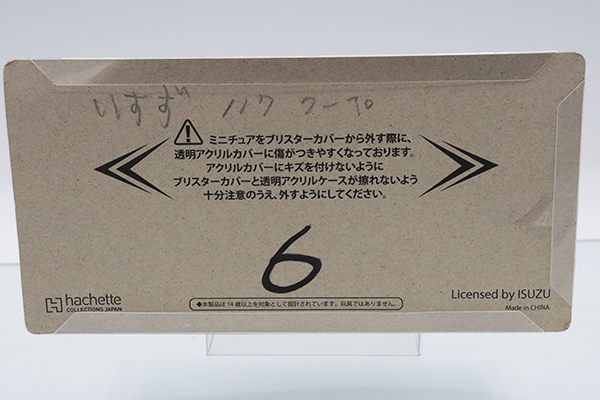 いすゞ 117 クーペ
⚠ ミニチュアをブリスターカバーから外す際に、
透明アクリルカバーに傷がつきやすくなっております。
アクリルカバーにキズを付けないように
ブリスターカバーと透明アクリルケースが擦れないよう
十分注意のうえ、外すようにしてください。
6
hachette
COLLECTIONS JAPAN
◆本製品は14歳以上を対象として設計されています。玩具ではありません。
Licensed by ISUZU
Made in CHINA